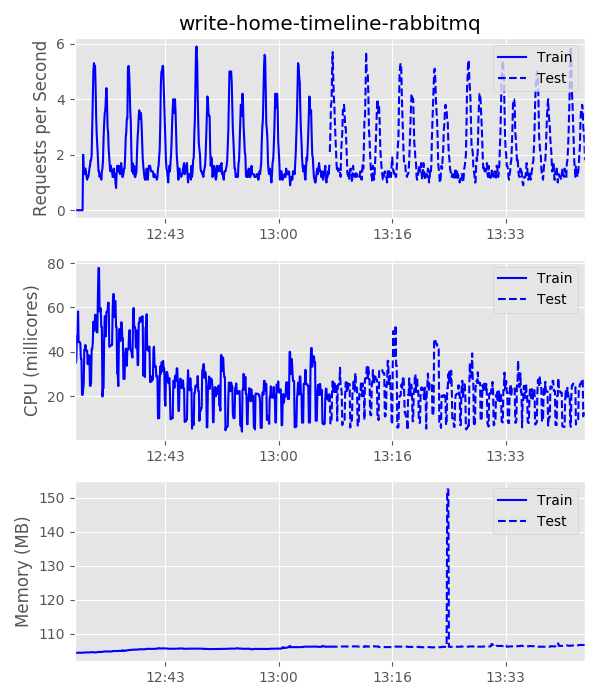 write-home-timeline-rabbitmq
Requests per Second
6
4
2
0
Train
Test
12:43
13:00
13:16
13:33
CPU (millicores)
80
60
40
20
Train
Test
12:43
13:00
13:16
13:33
Memory (MB)
150
140
130
120
110
Train
Test
12:43
13:00
13:16
13:33